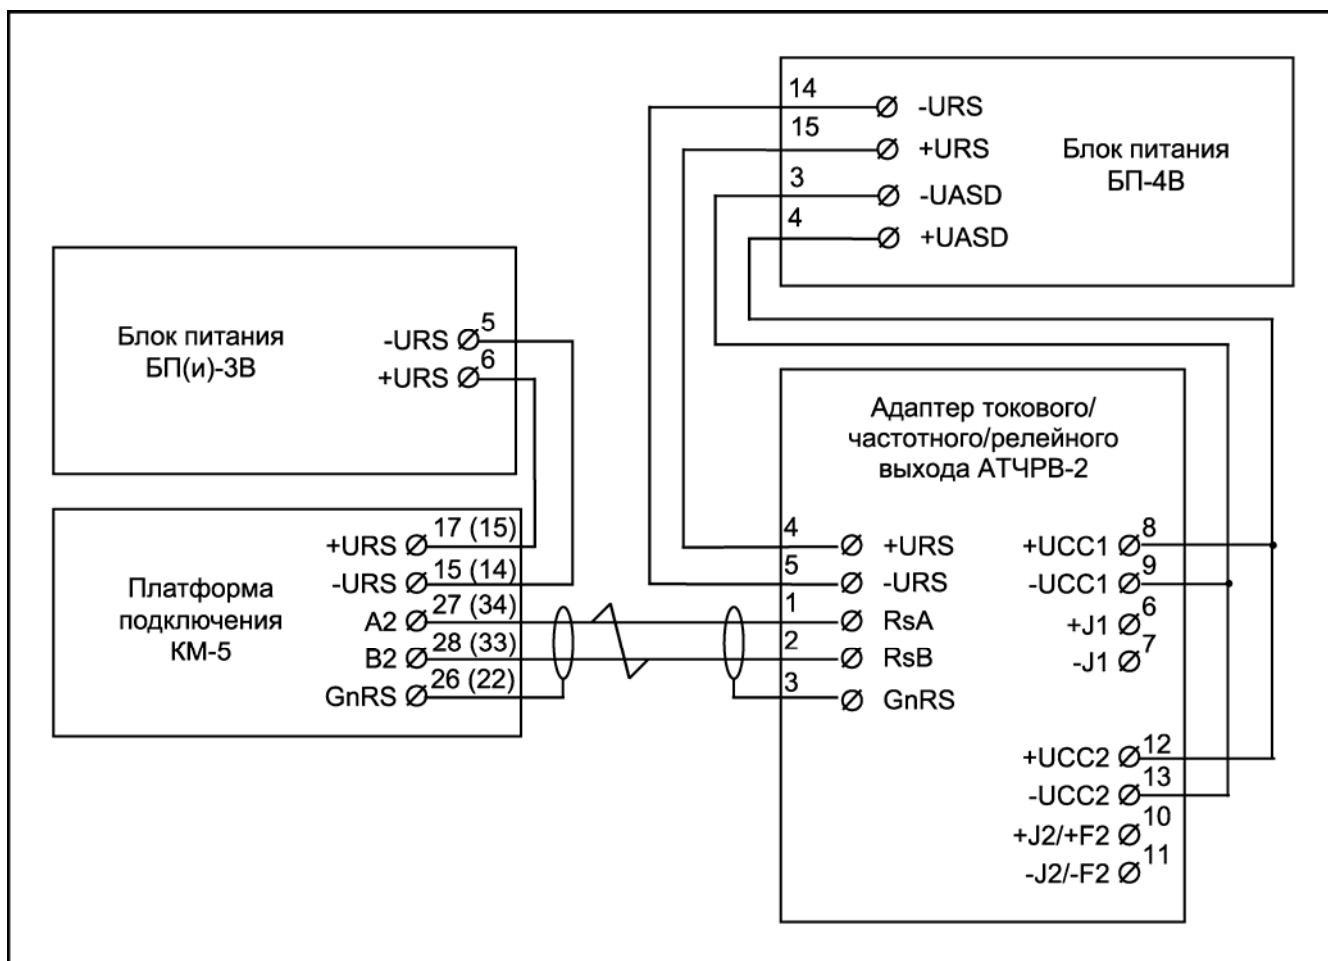 14
-URS
15
+URS
Блок питания
БП-4В
3
-UASD
4
+UASD
Блок питания
БП(и)-3В
-URS 5
+URS 6
Адаптер токового/
частотного/релейного
выхода АТЧРВ-2
Платформа
подключения
КМ-5
+URS 17 (15)
-URS 15 (14)
A2 27 (34)
B2 28 (33)
GnRS 26 (22)
4 +URS
5 -URS
1 RsA
2 RsB
3 GnRS
+UCC1 8
-UCC1 9
+J1 6
-J1 7
+UCC2 12
-UCC2 13
+J2/+F2 10
-J2/-F2 11